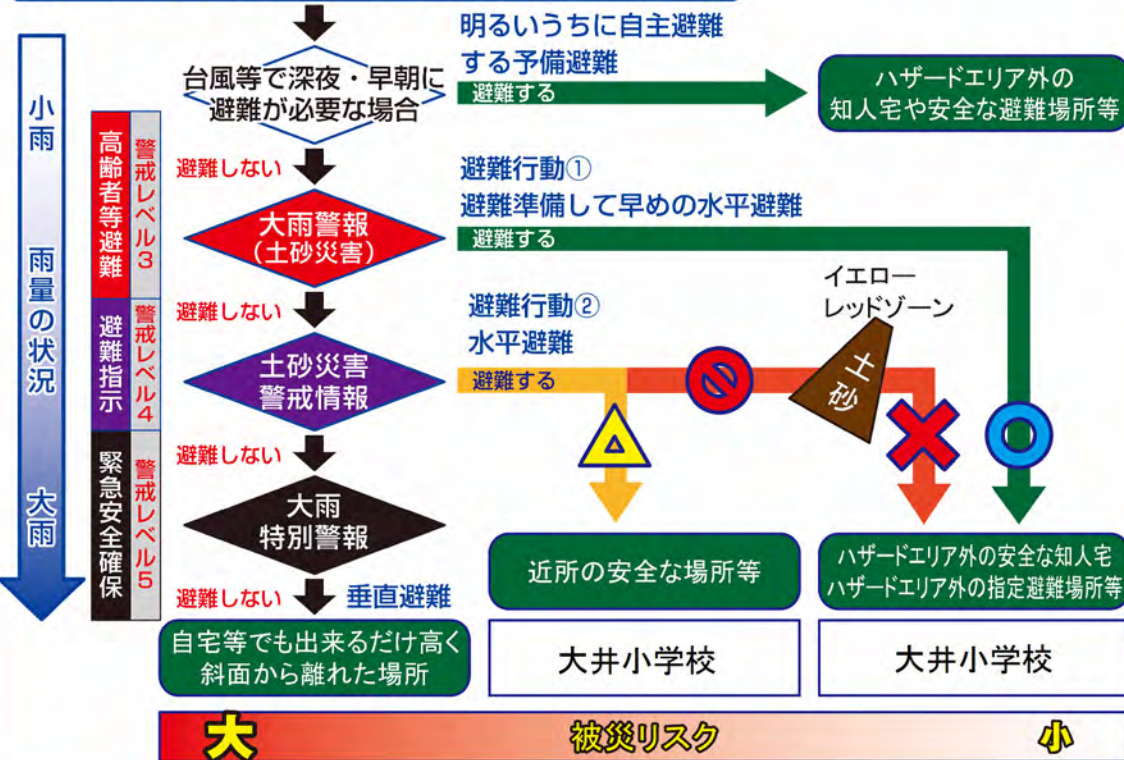 明るいうちに自主避難
する予備避難
台風等で深夜・早朝に
避難が必要な場合
避難する
ハザードエリア外の
知人宅や安全な避難場所等
小雨
雨量の状況
大雨
高齢者等避難
警戒レベル3
避難指示
警戒レベル4
緊急安全確保
警戒レベル5
避難しない
避難行動①
避難準備して早めの水平避難
大雨警報
(土砂災害)
避難する
イエロー
レッドゾーン
避難しない
避難行動②
水平避難
土砂災害
警戒情報
避難する
土砂
避難しない
大雨
特別警報
近所の安全な場所等
ハザードエリア外の安全な知人宅
ハザードエリア外の指定避難場所等
避難しない
垂直避難
自宅等でも出来るだけ高く
斜面から離れた場所
大井小学校
大井小学校
大
被災リスク
小